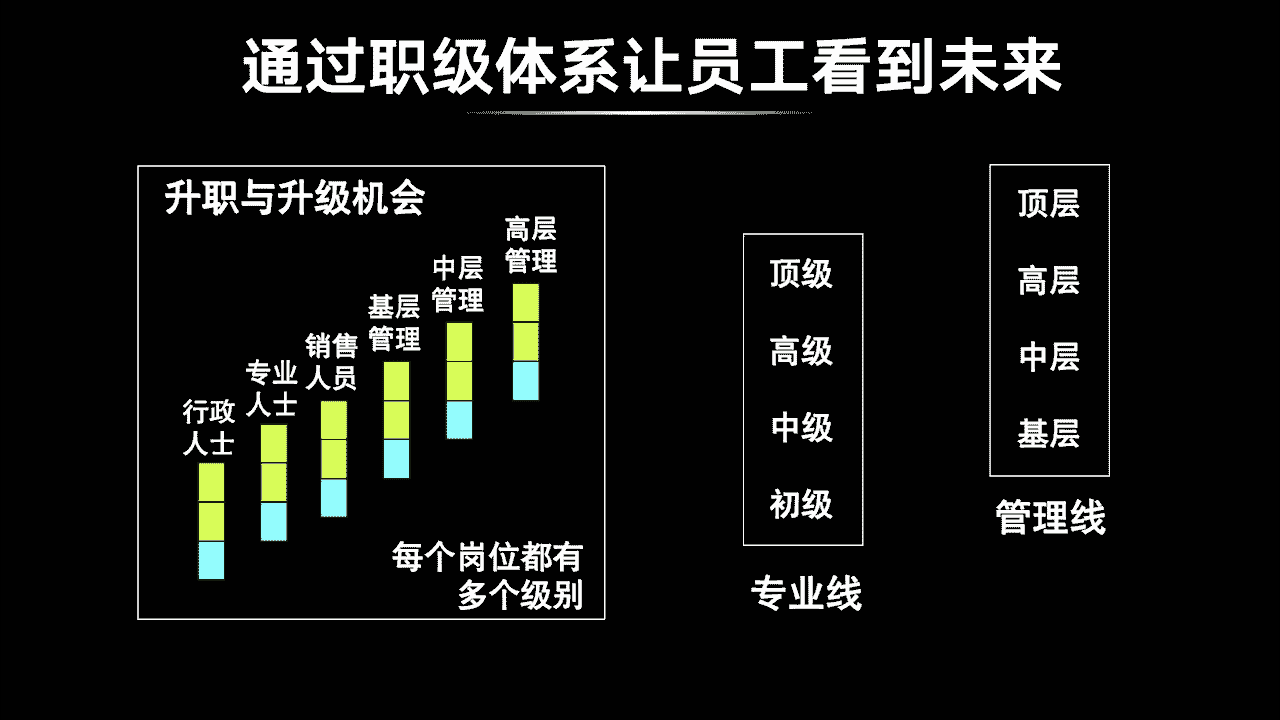 通过职级体系让员工看到未来
升职与升级机会
行政
人士
专业
人士
销售
人员
基层
管理
中层
管理
高层
管理
每个岗位都有
多个级别
顶级
高级
中级
初级
专业线
顶层
高层
中层
基层
管理线